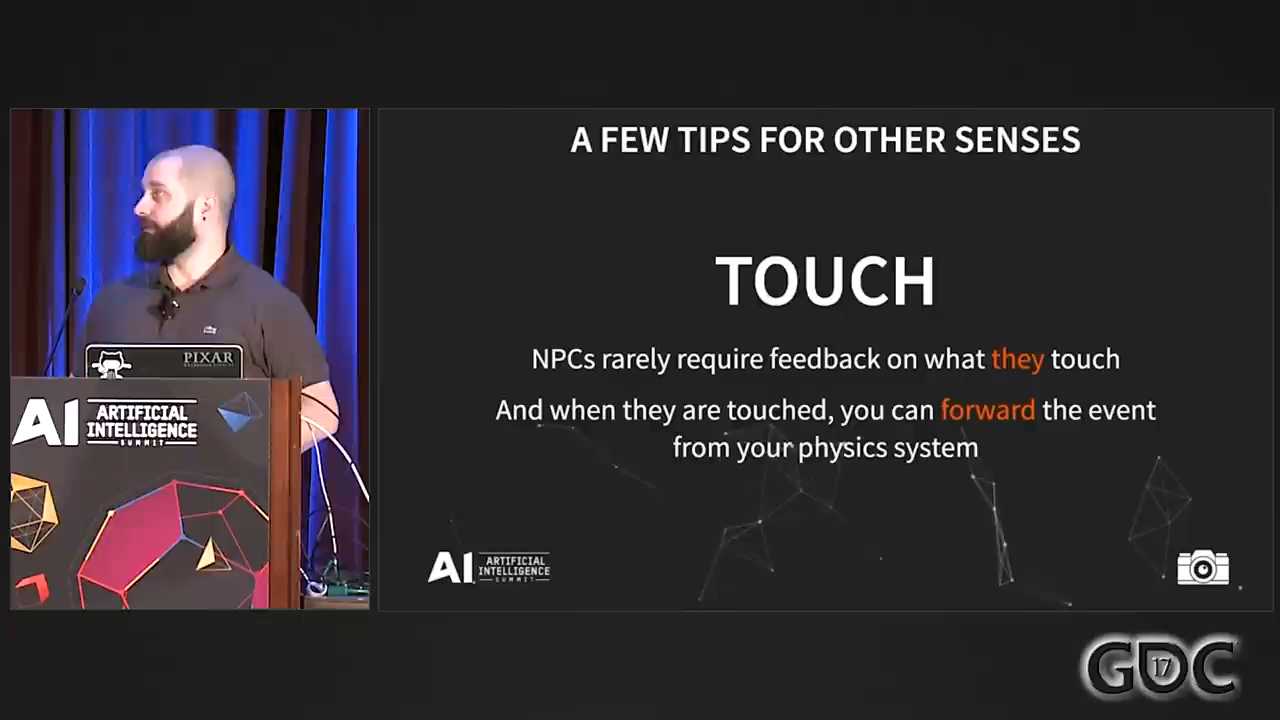 A FEW TIPS FOR OTHER SENSES
TOUCH
NPCs rarely require feedback on what they touch
And when they are touched, you can forward the event
from your physics system
PIXAR
AI ARTIFICIAL
INTELLIGENCE
SUMMIT
AI ARTIFICIAL
INTELLIGENCE
SUMMIT
GDC
17